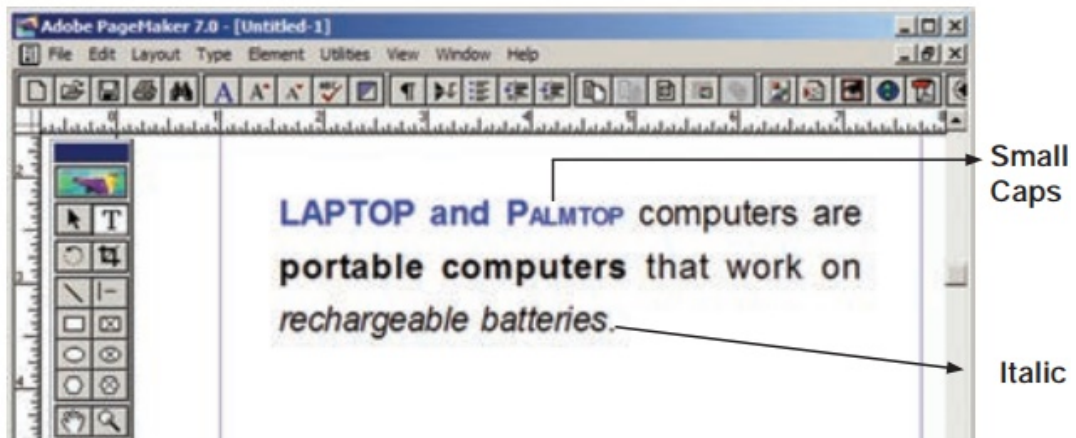 Adobe PageMaker 7.0 - [Untitled-1]
File Edit Layout Type Element Utilities View Window Help
LAPTOP and PALMTOP computers are
portable computers that work on
rechargeable batteries.
Small
Caps
Italic